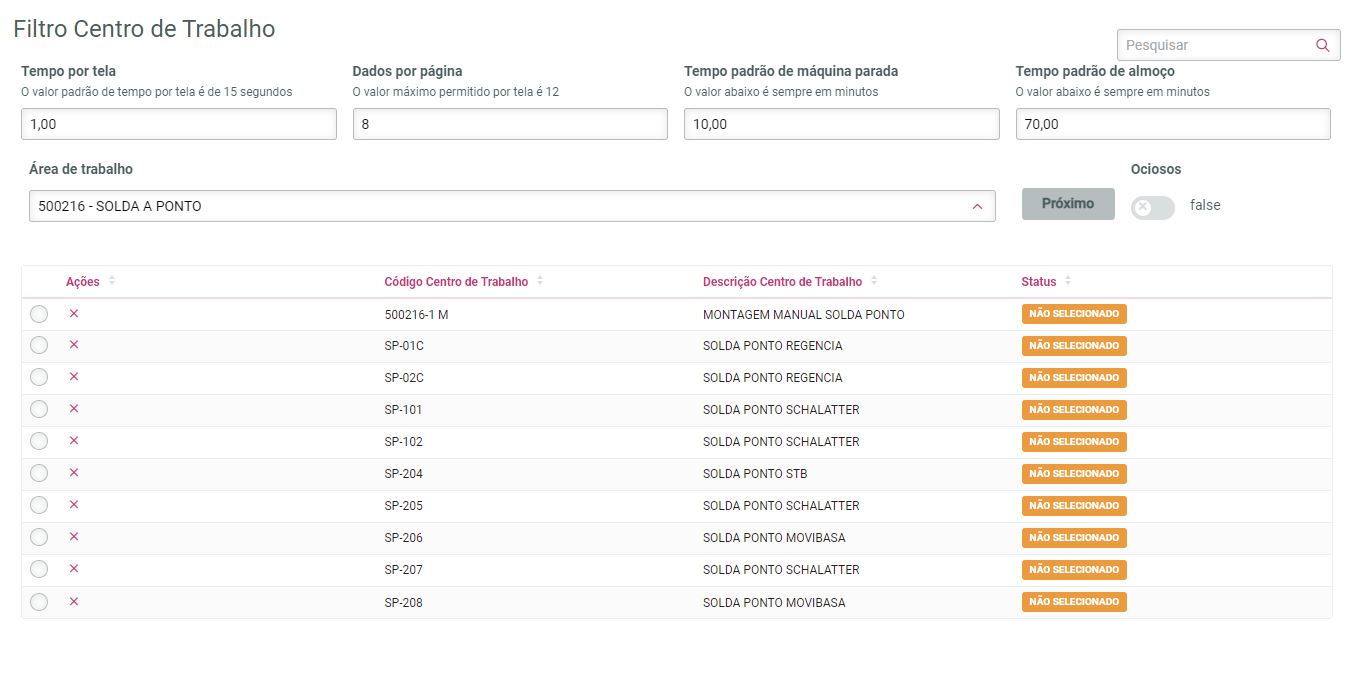 Filtro Centro de Trabalho
Pesquisar
Tempo por tela
O valor padrão de tempo por tela é de 15 segundos
1,00
Dados por página
O valor máximo permitido por tela é 12
8
Tempo padrão de máquina parada
O valor abaixo é sempre em minutos
10,00
Tempo padrão de almoço
O valor abaixo é sempre em minutos
70,00
Área de trabalho
500216 - SOLDA A PONTO
Próximo
Ociosos
false
Ações Código Centro de Trabalho Descrição Centro de Trabalho Status
500216-1 M MONTAGEM MANUAL SOLDA PONTO NÃO SELECIONADO
SP-01C SOLDA PONTO REGENCIA NÃO SELECIONADO
SP-02C SOLDA PONTO REGENCIA NÃO SELECIONADO
SP-101 SOLDA PONTO SCHALATTER NÃO SELECIONADO
SP-102 SOLDA PONTO SCHALATTER NÃO SELECIONADO
SP-204 SOLDA PONTO STB NÃO SELECIONADO
SP-205 SOLDA PONTO SCHALATTER NÃO SELECIONADO
SP-206 SOLDA PONTO MOVIBASA NÃO SELECIONADO
SP-207 SOLDA PONTO SCHALATTER NÃO SELECIONADO
SP-208 SOLDA PONTO MOVIBASA NÃO SELECIONADO